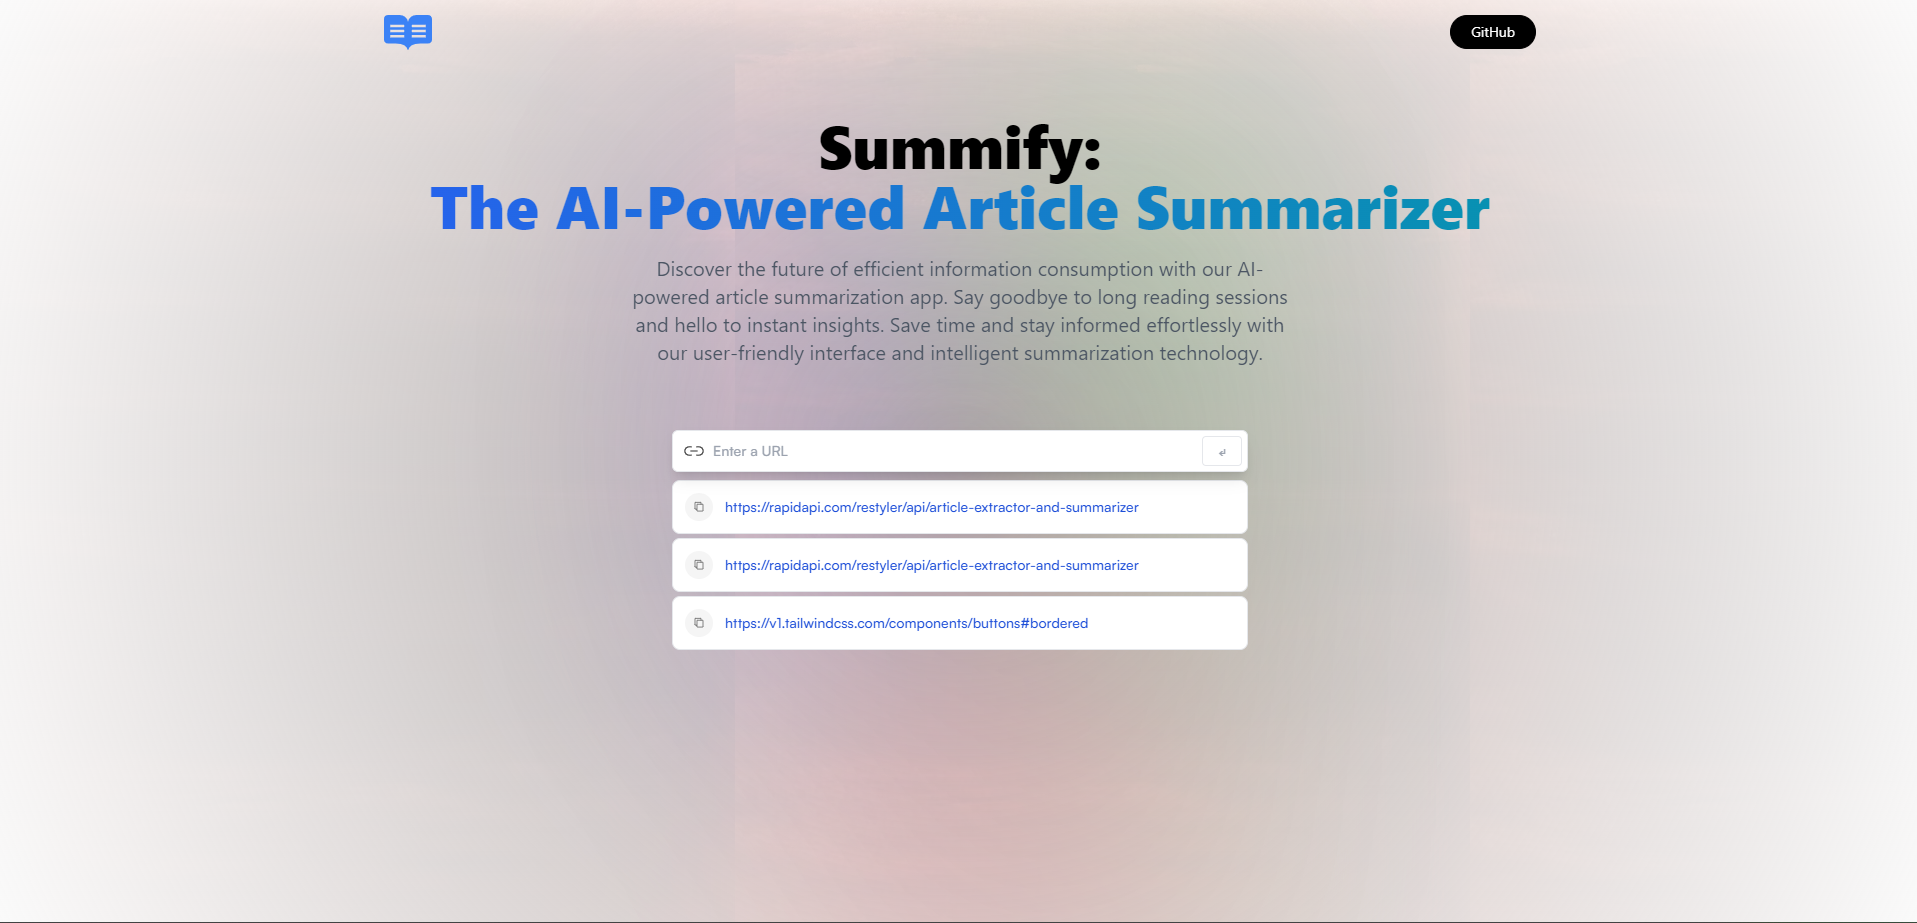 GitHub
Summify:
The AI-Powered Article Summarizer
Discover the future of efficient information consumption with our AI-
powered article summarization app. Say goodbye to long reading sessions
and hello to instant insights. Save time and stay informed effortlessly with
our user-friendly interface and intelligent summarization technology.
Enter a URL
https://rapidapi.com/restyler/api/article-extractor-and-summarizer
https://rapidapi.com/restyler/api/article-extractor-and-summarizer
https://v1.tailwindcss.com/components/buttons#bordered